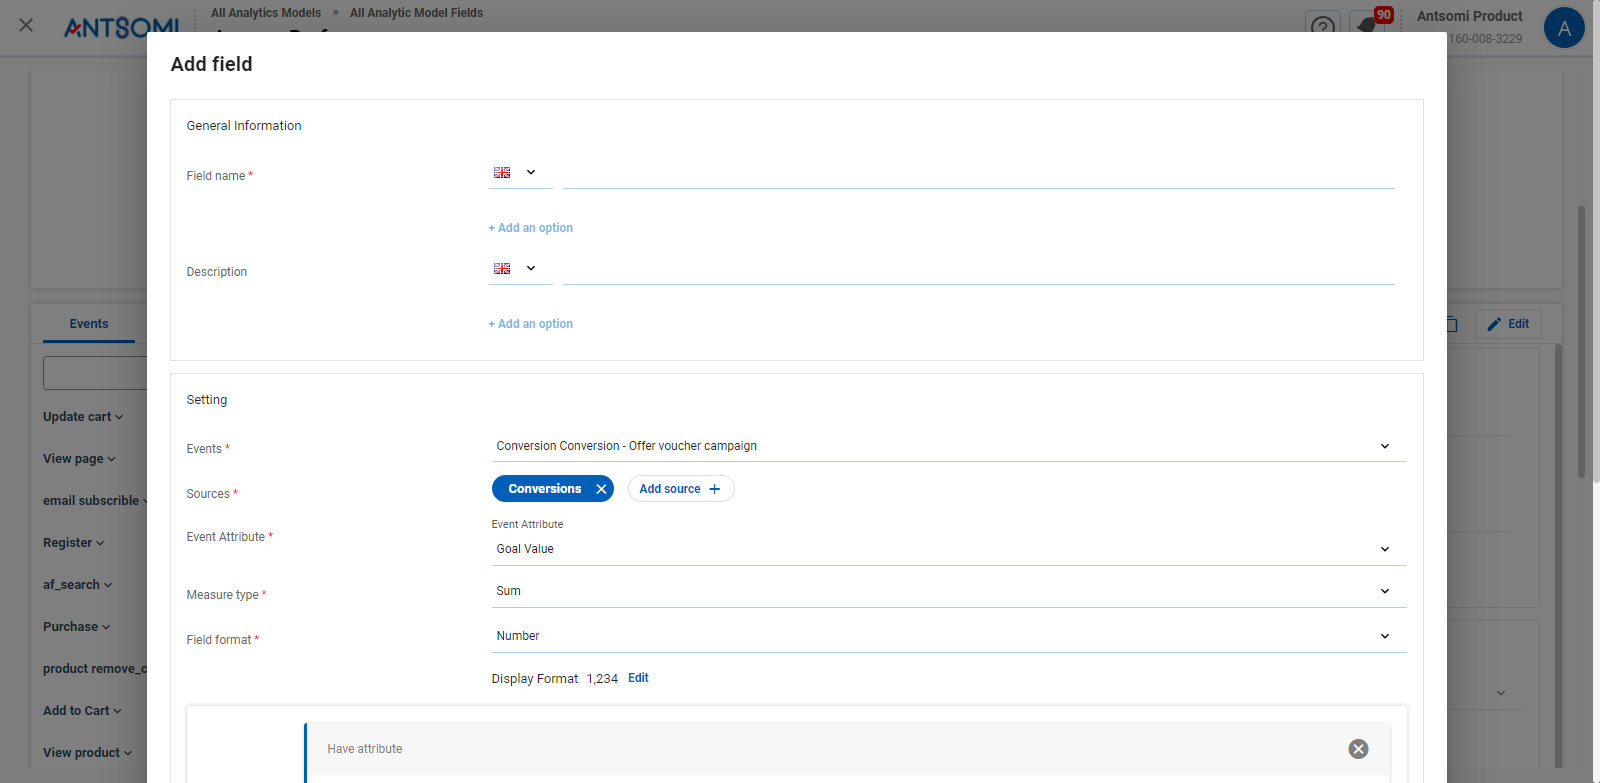 ANTSOMI
All Analytics Models » All Analytic Model Fields
90
Antsomi Product
160-008-3229
A
Add field
General Information
Field name *
+ Add an option
Description
+ Add an option
Events
Edit
Setting
Update cart
Events *
Conversion Conversion - Offer voucher campaign
View page
Sources *
Conversions
Add source +
email subscrible
Event Attribute
Event Attribute *
Goal Value
Register
af_search
Measure type *
Sum
Purchase
Field format *
Number
product remove_c
Display Format 1,234 Edit
Add to Cart
View product
Have attribute